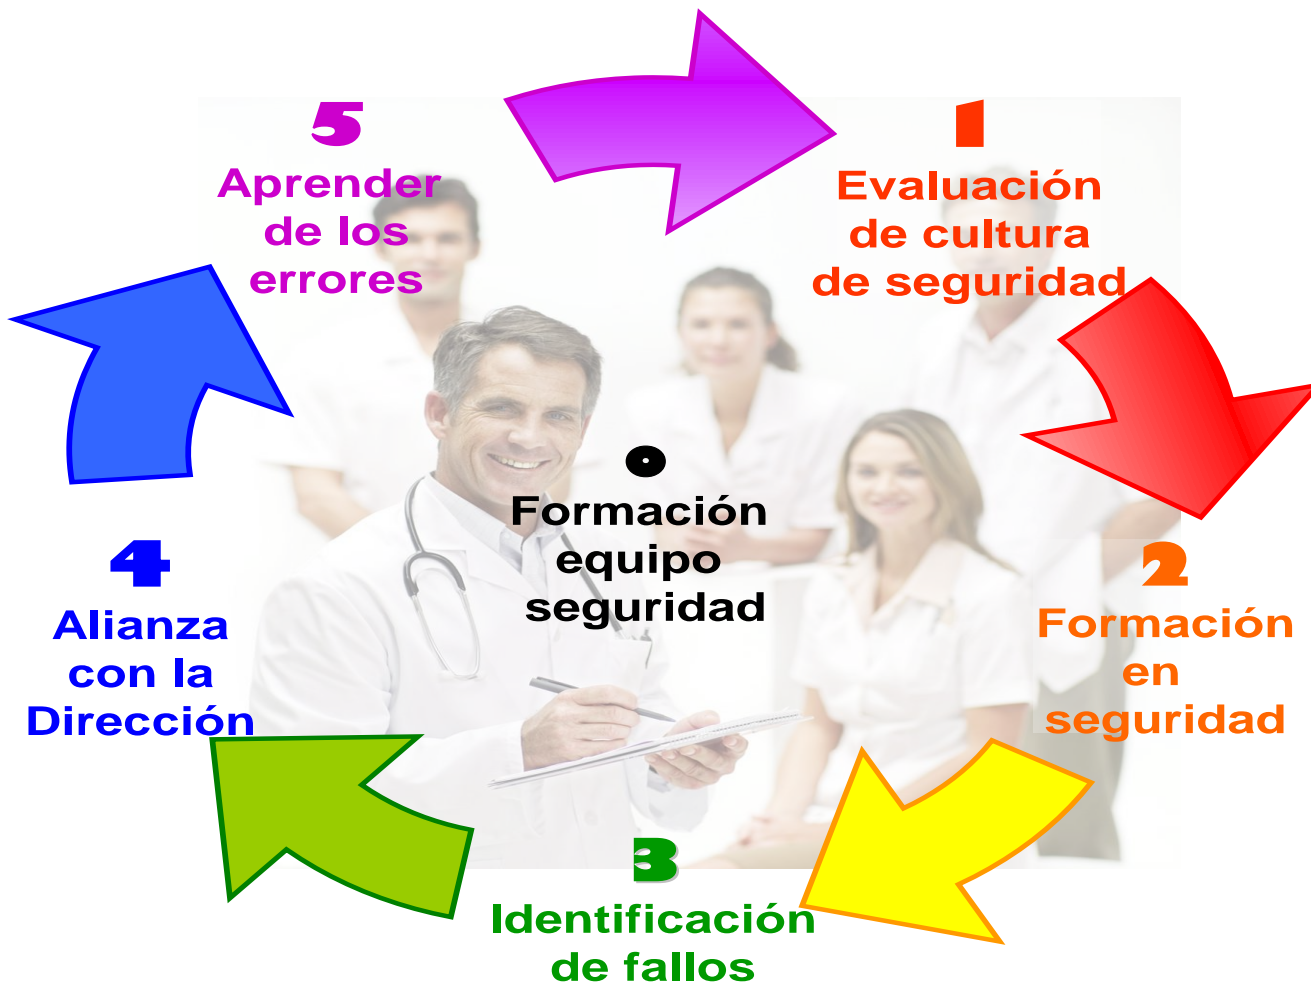 0
Formación
equipo
seguridad
1
Evaluación
de cultura
de seguridad
2
Formación
en
seguridad
3
Identificación
de fallos
4
Alianza
con la
Dirección
5
Aprender
de los
errores